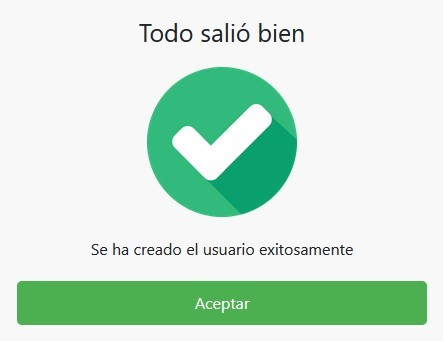 Todo salió bien
Se ha creado el usuario exitosamente
Aceptar